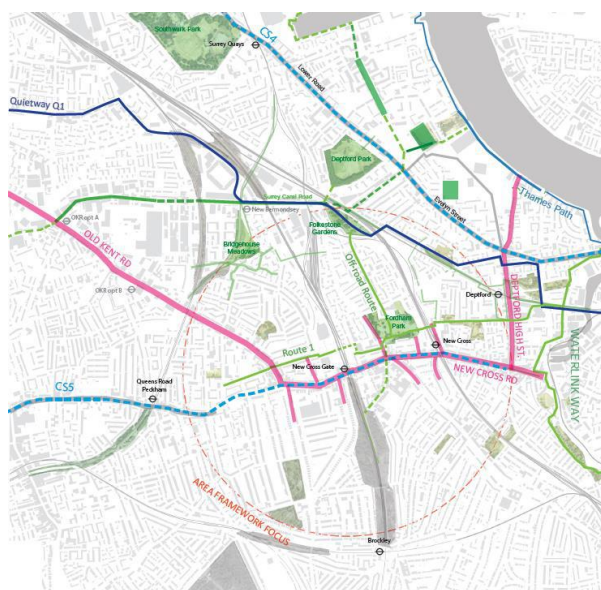 Southwark Park
Surrey Quays
CS4
Lower Road
Quietway Q1
Deptford Park
Surrey Canal Road
OKR opt A
New Bermondsey
Folkestone
Gardens
Evelyn Street
Thames Path
OLD KENT RD
Bridgehouse
Meadows
Off-road Route
OKR opt B
Deptford
DEPTFORD HIGH ST.
Fordham
Park
Route 1
New Cross
WATERLINK WAY
New Cross Gate
NEW CROSS RD
CS5
Queens Road
Peckham
AREA FRAMEWORK FOCUS
Brockley